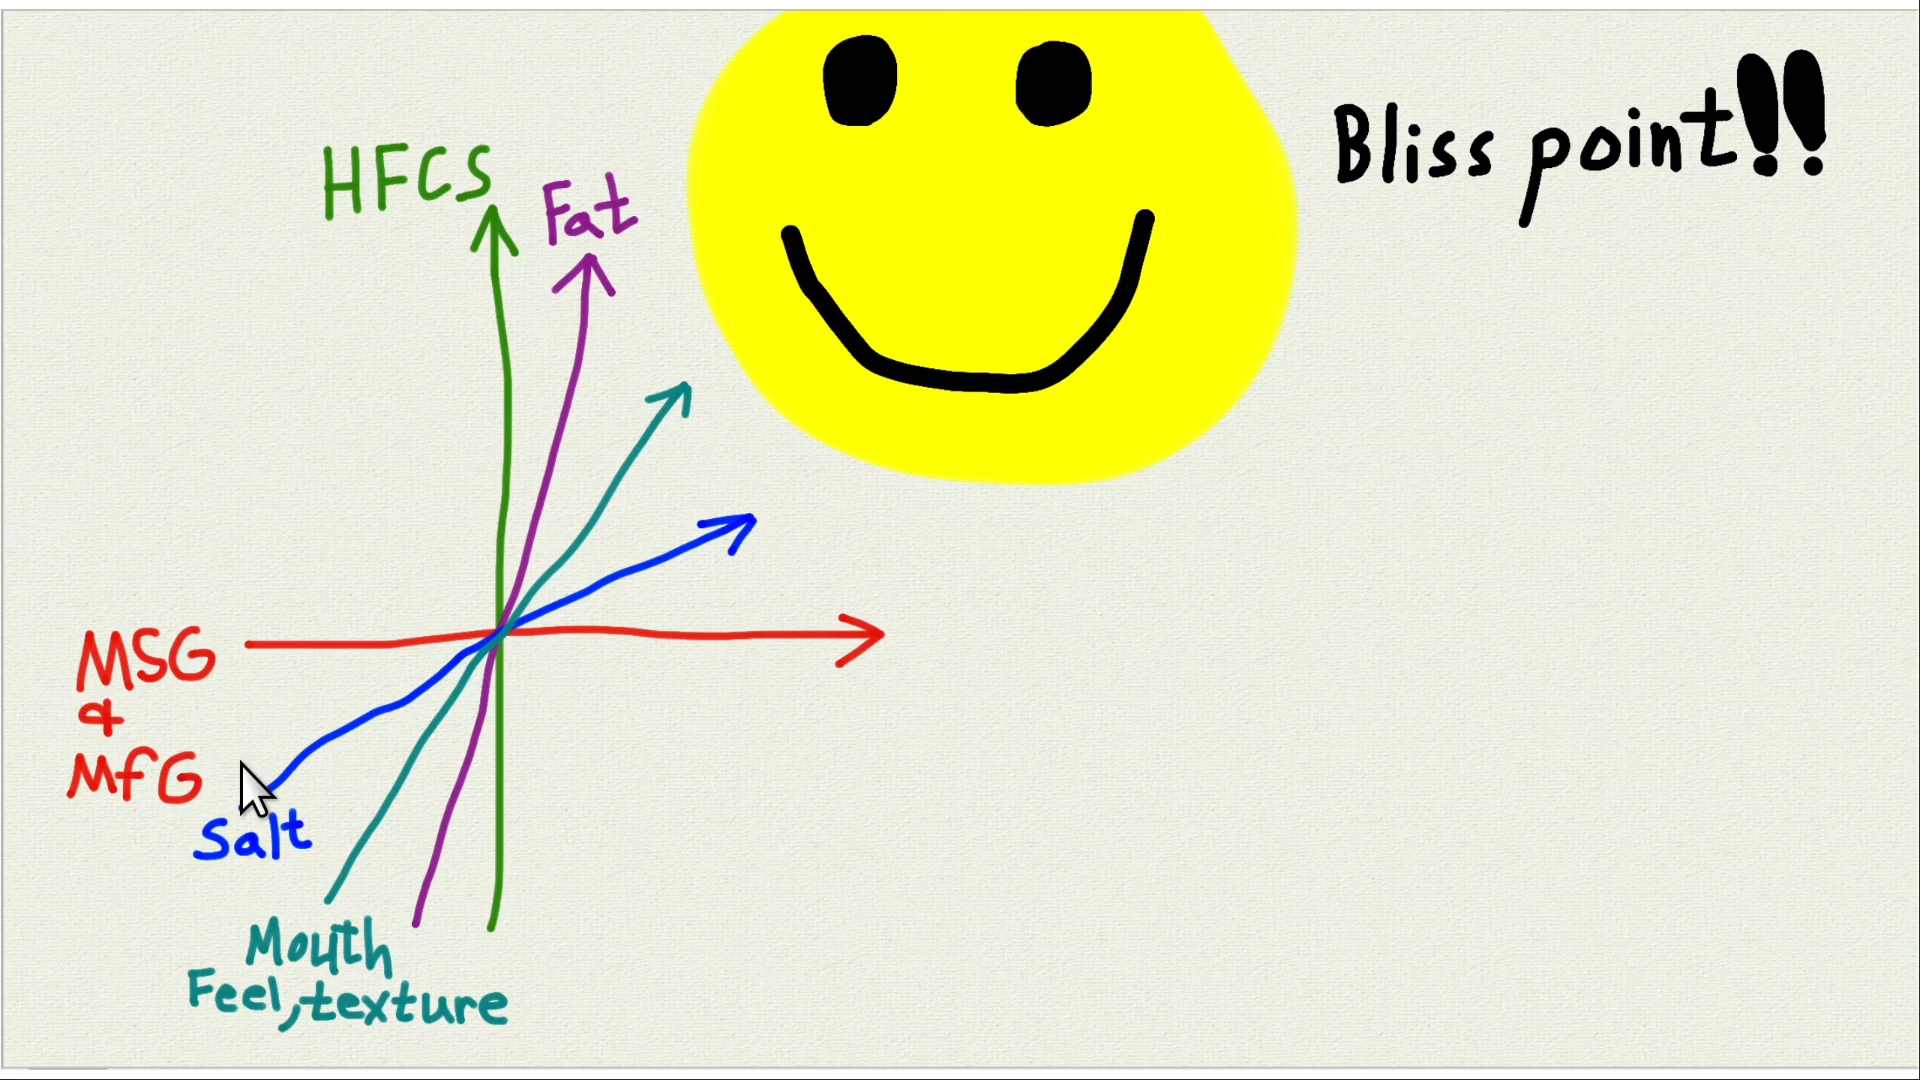 Bliss point!!
HFCS
Fat
MSG
&
MfG
Salt
Mouth
Feel, texture